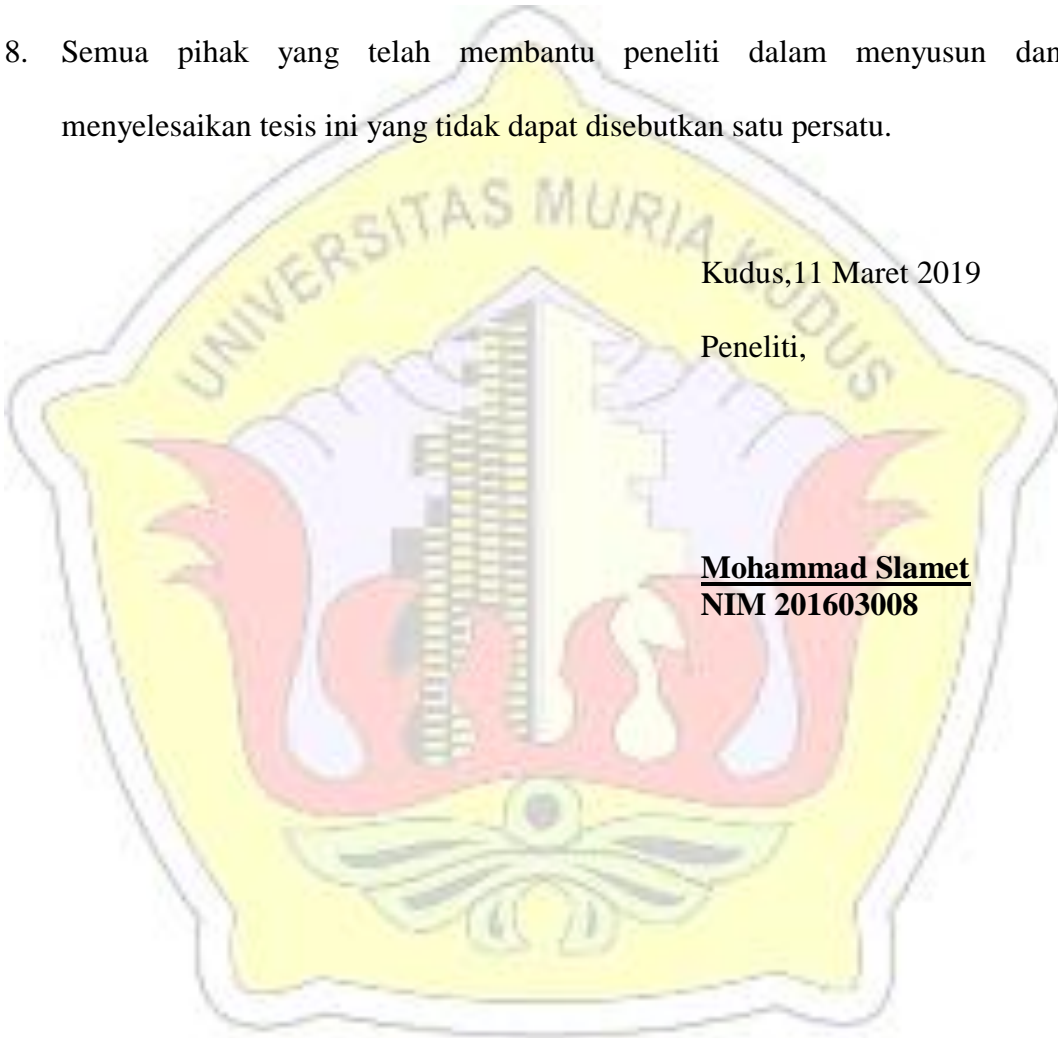 8. Semua pihak yang telah membantu peneliti dalam menyusun dan
menyelesaikan tesis ini yang tidak dapat disebutkan satu persatu.
UNIVERSITAS MURIA KUDUS
Kudus,11 Maret 2019
Peneliti,
Mohammad Slamet
NIM 201603008